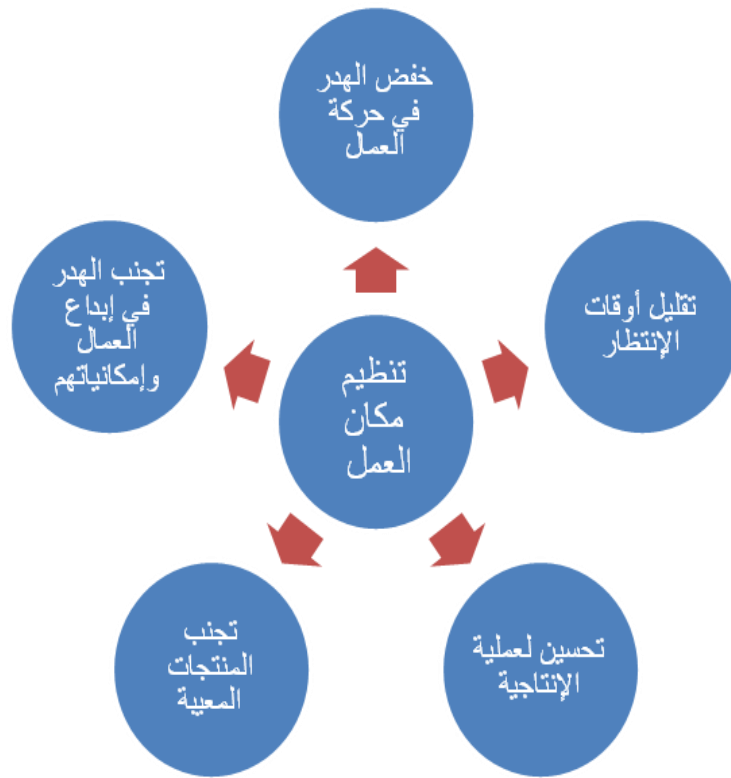 خفض الهدر
في حركة
العمال
تقليل أوقات
الإنتظار
تحسين لعملية
الإنتاجية
تجنب
المنتجات
المعيبة
تجنب الهدر
في إبداع
العمال
وإمكانياتهم
تنظيم
مكان
العمل